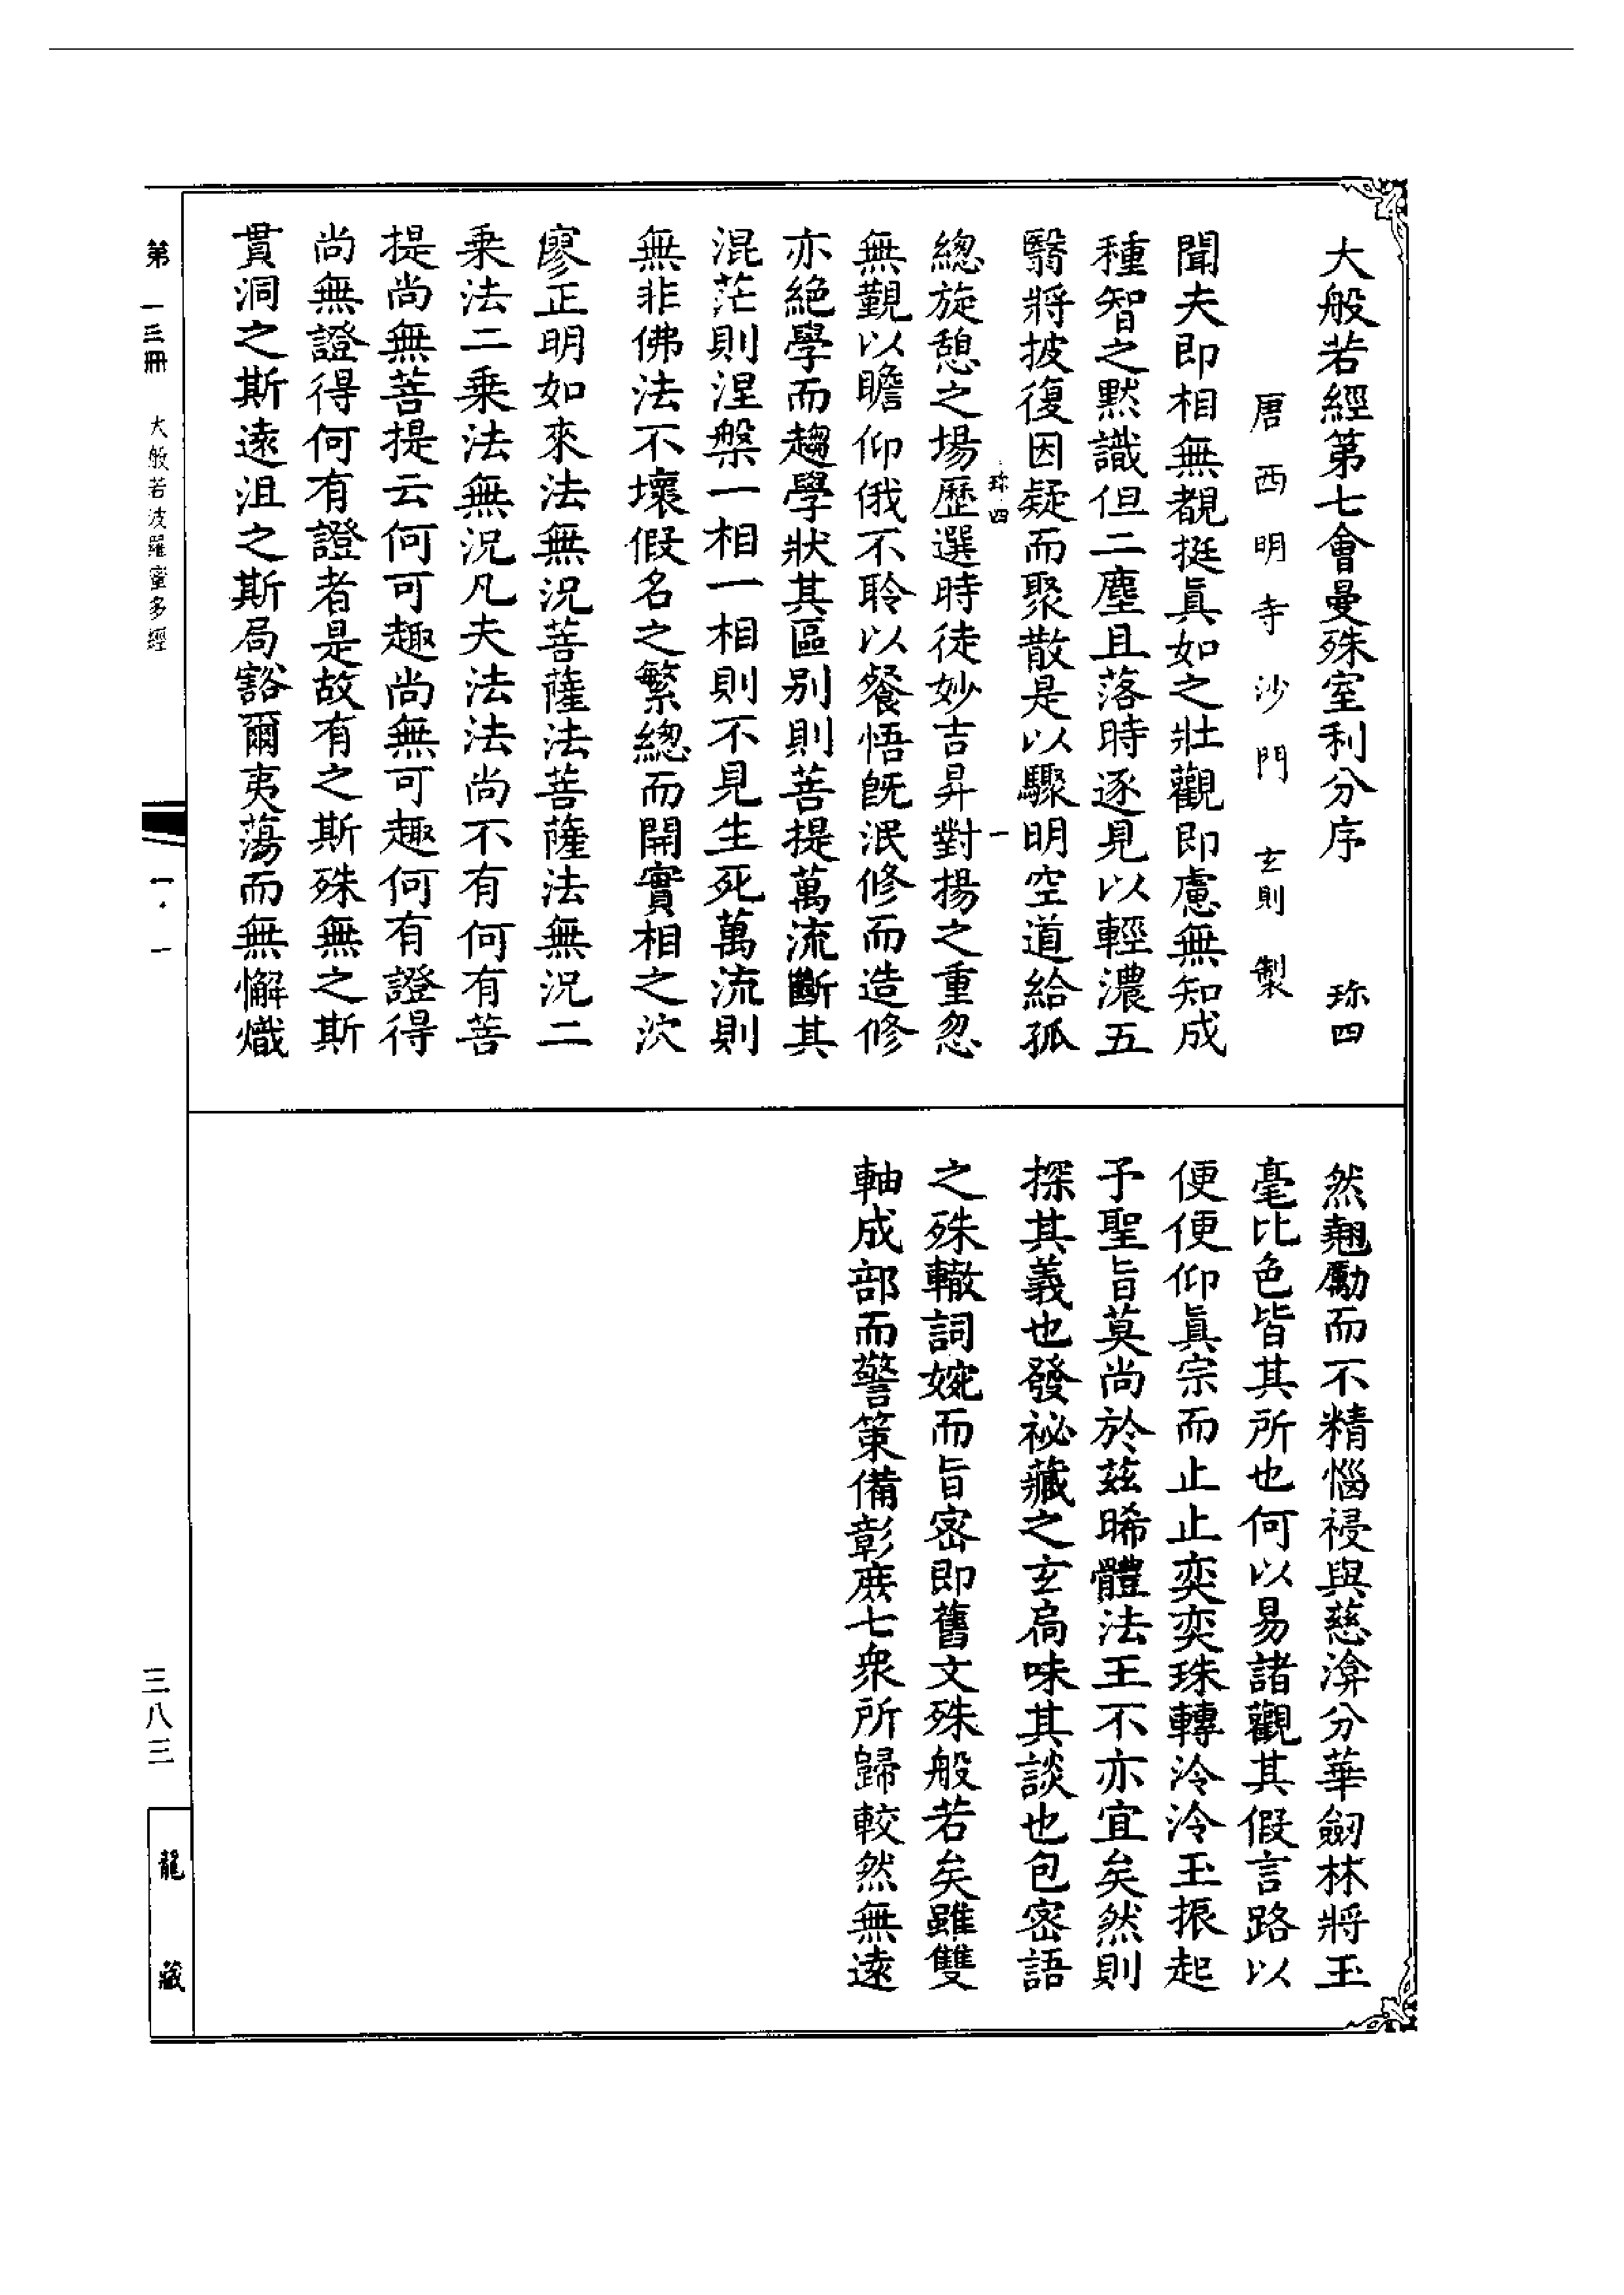 大般若經第七會曼殊室利分序　珎四
唐西明寺沙門　玄則　製
聞夫即相無覩挺眞如之壯觀即慮無知成
種智之默識但二塵且落時逐見以輕濃五
翳將披復因疑而聚散是以驟明空道給孤
珎四　一
總旋憩之場歷選時徒妙吉昇對揚之重忽
無觀以瞻仰俄不聆以餐悟旣泯修而造修
亦絕學而趨學狀其區别則菩提萬流斷其
混茫則涅槃一相一相則不見生死萬流則
無非佛法不壞假名之繁總而開實相之泬
廖正明如來法無況菩薩法菩薩法無況二
乗法二乗法無況凡夫法法尚不有何有菩
提尚無菩提云何可趣尚無可趣何有證得
尚無證得何有證者是故有之斯殊無之斯
貫洞之斯遠沮之斯局豁爾夷蕩而無懈熾
然翹勵而不精惱祲與慈渰分華劒林將玉
毫比色皆其所也何以易諸觀其假言路以
便便仰眞宗而止止奕奕珠轉泠泠玉振起
予聖旨莫尚於茲晞體法王不亦宜矣然則
探其義也發祕藏之玄扃味其談也包密語
之殊轍詞婉而旨密即舊文殊般若矣雖雙
軸成部而警策備彰庶七衆所歸較然無遠
第一三冊　大般若波羅蜜多經
一・一
三八三
龍藏